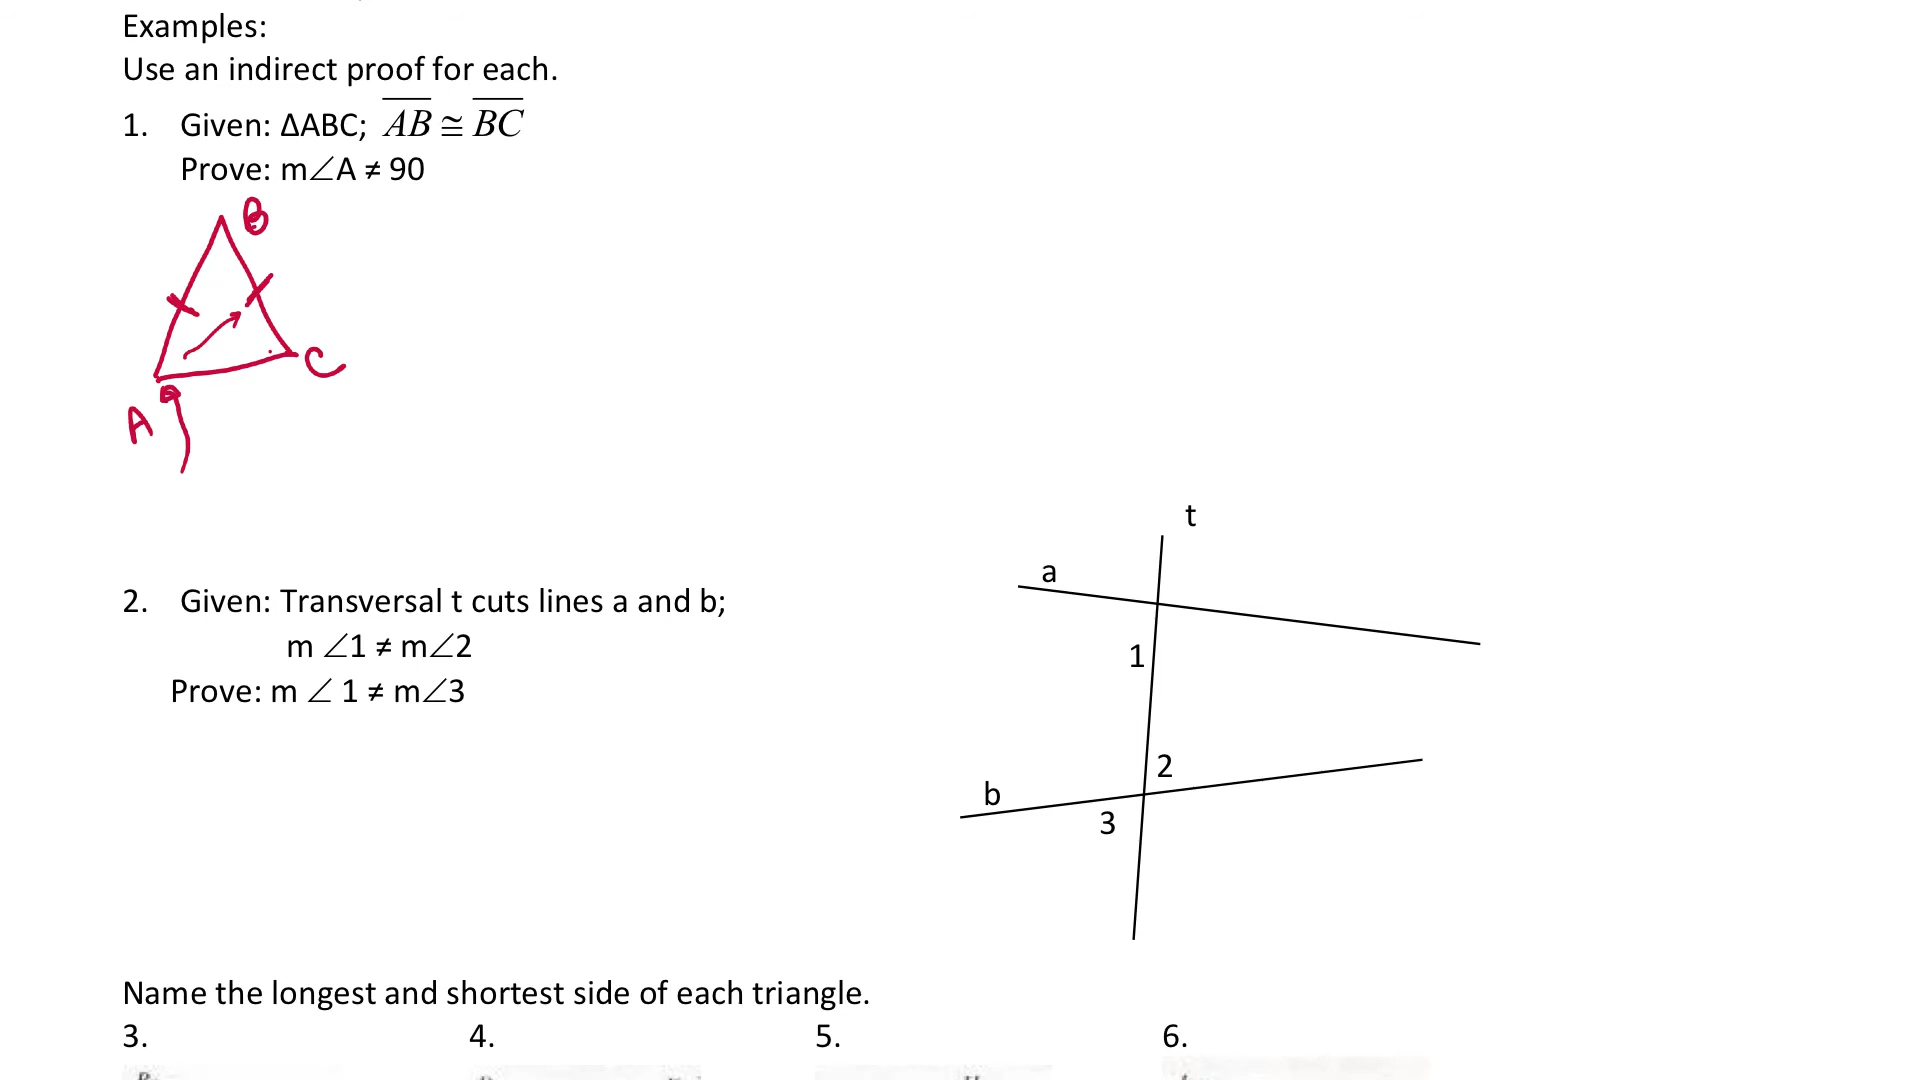 Examples:
Use an indirect proof for each.
1. Given: ΔABC; AB ≅ BC
Prove: m∠A ≠ 90
B
C
A
t
a
2. Given: Transversal t cuts lines a and b;
m ∠1 ≠ m∠2
1
Prove: m ∠ 1 ≠ m∠3
2
b
3
Name the longest and shortest side of each triangle.
3. 4. 5. 6.